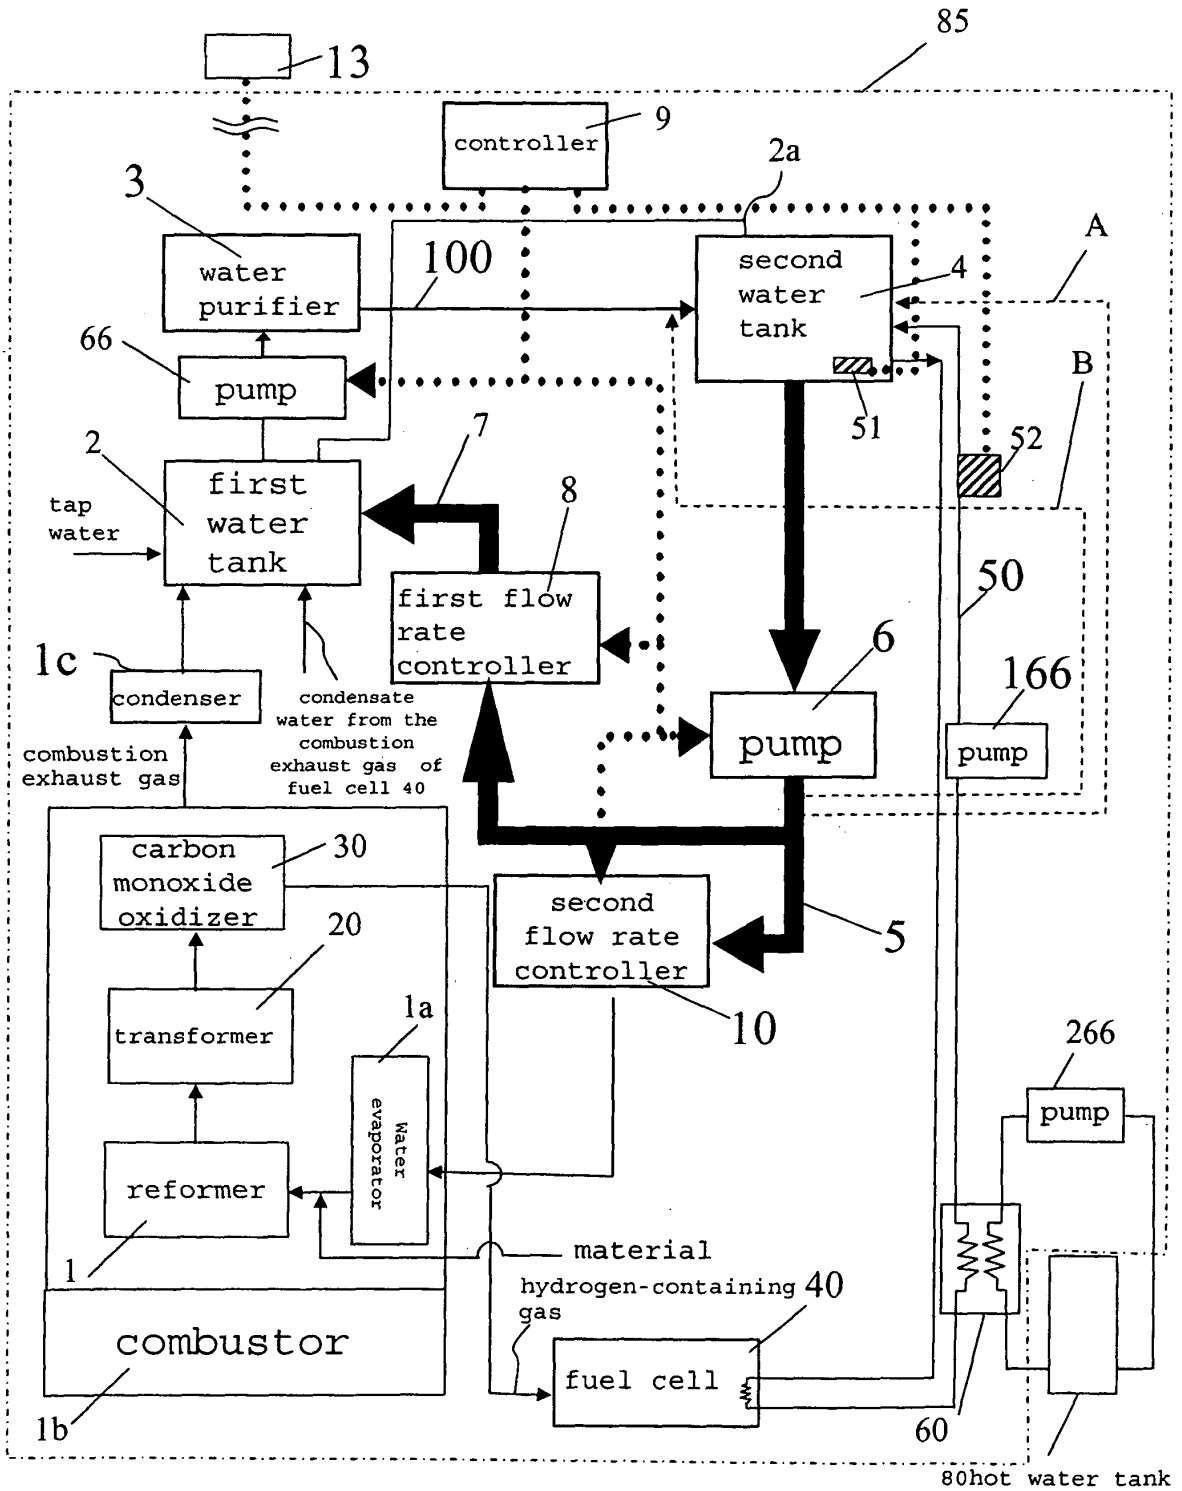 85
13
controller
9
2a
3
water
purifier
100
second
water
tank
4
A
66
pump
51
B
52
2
7
first
water
tank
tap
water
8
first flow
rate
controller
50
6
1c
condenser
condensate
water from the
combustion
exhaust gas of
fuel cell 40
166
pump
pump
combustion
exhaust gas
carbon
monoxide
oxidizer
30
second
flow rate
controller
5
20
10
1a
transformer
266
pump
Water
evaporator
reformer
1
material
hydrogen-containing
gas
40
combustor
fuel cell
1b
60
80hot water tank